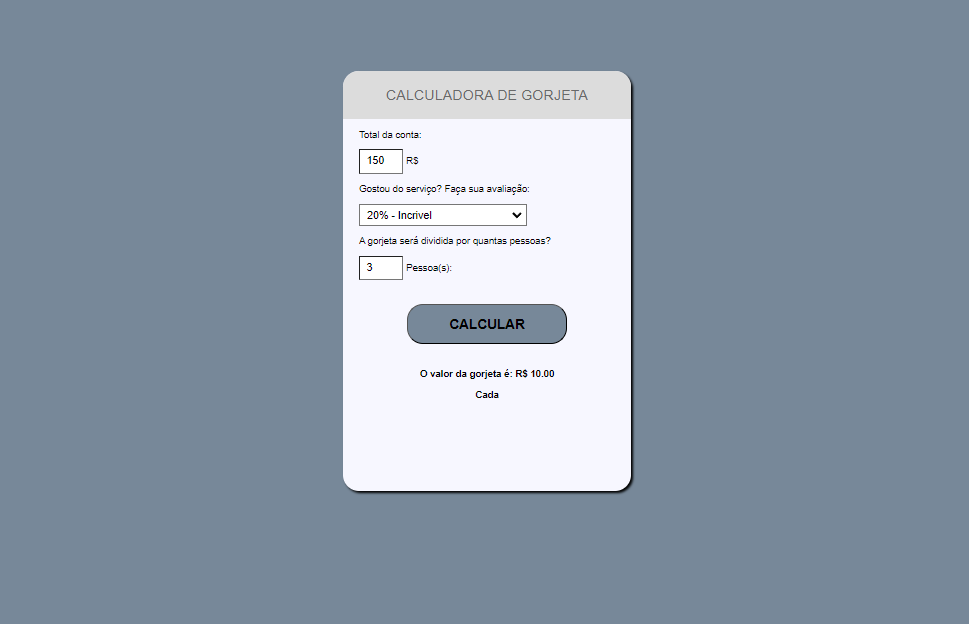 CALCULADORA DE GORJETA
Total da conta:
150 R$
Gostou do serviço? Faça sua avaliação:
20% - Incrivel
A gorjeta será dividida por quantas pessoas?
3 Pessoa(s):
CALCULAR
O valor da gorjeta é: R$ 10.00
Cada